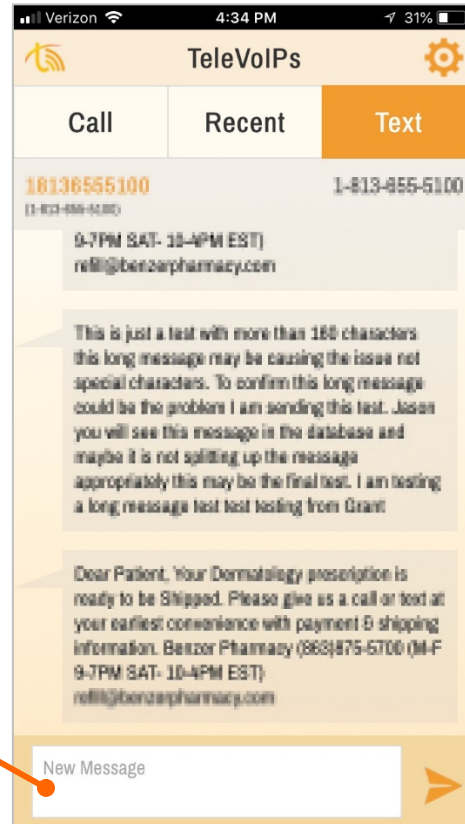 Verizon 4:34 PM 31%
TeleVoIPs
Call Recent Text
18136555100 1-813-655-5100
(1-813-655-5100)
9-7PM SAT- 10-4PM EST)
refill@benzerpharmacy.com
This is just a test with more than 160 characters
this long message may be causing the issue not
special characters. To confirm this long message
could be the problem I am sending this test. Jason
you will see this message in the database and
maybe it is not splitting up the message
appropriately this may be the final test. I am testing
a long message test test testing from Grant
Dear Patient, Your Dermatology prescription is
ready to be Shipped. Please give us a call or text at
your earliest convenience with payment & shipping
information. Benzer Pharmacy (M-F
9-7PM SAT- 10-4PM EST)
refill@benzerpharmacy.com
New Message